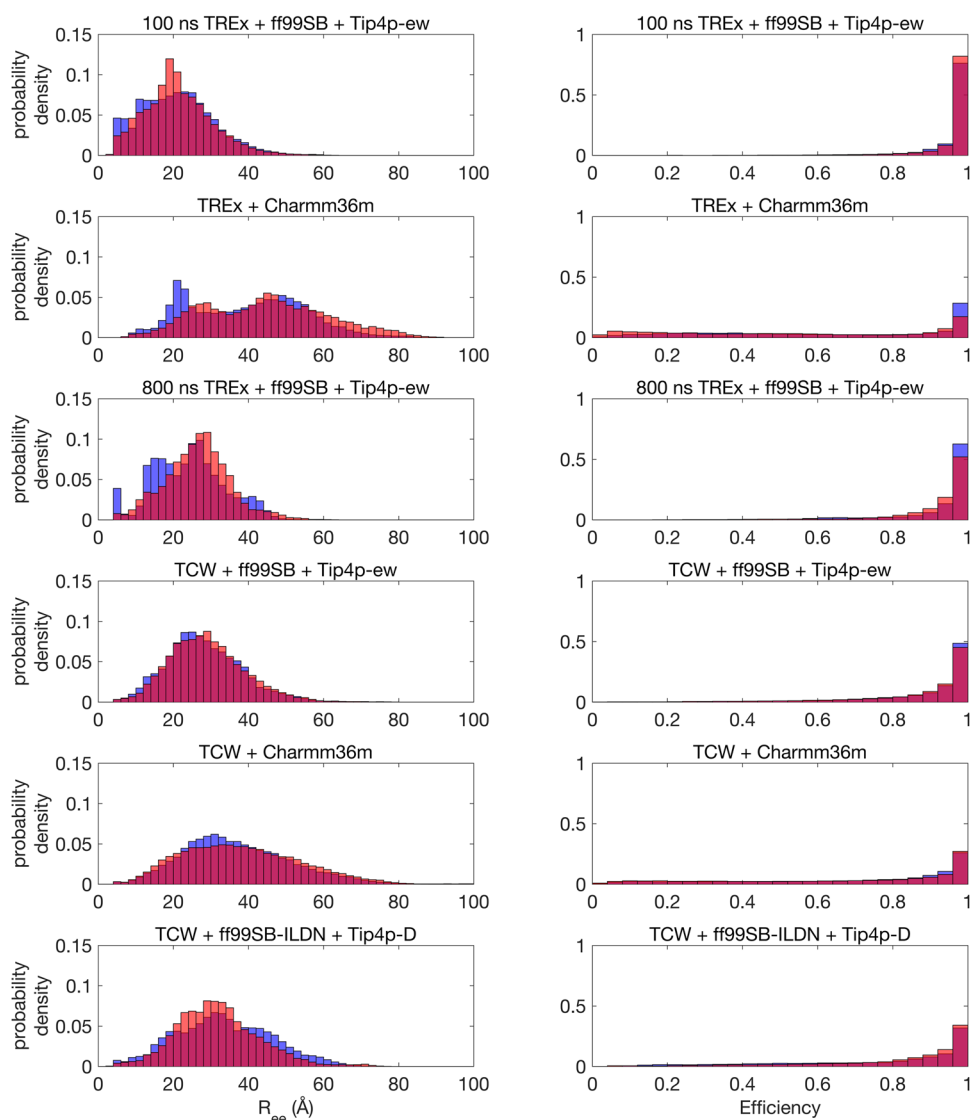 100 ns TREx + ff99SB + Tip4p-ew
100 ns TREx + ff99SB + Tip4p-ew
probability
density
0.15
0.1
0.05
0
0 20 40 60 80 100
1
0.5
0
0 0.2 0.4 0.6 0.8 1
TREx + Charmm36m
TREx + Charmm36m
probability
density
0.15
0.1
0.05
0
0 20 40 60 80 100
1
0.5
0
0 0.2 0.4 0.6 0.8 1
800 ns TREx + ff99SB + Tip4p-ew
800 ns TREx + ff99SB + Tip4p-ew
probability
density
0.15
0.1
0.05
0
0 20 40 60 80 100
1
0.5
0
0 0.2 0.4 0.6 0.8 1
TCW + ff99SB + Tip4p-ew
TCW + ff99SB + Tip4p-ew
probability
density
0.15
0.1
0.05
0
0 20 40 60 80 100
1
0.5
0
0 0.2 0.4 0.6 0.8 1
TCW + Charmm36m
TCW + Charmm36m
probability
density
0.15
0.1
0.05
0
0 20 40 60 80 100
1
0.5
0
0 0.2 0.4 0.6 0.8 1
TCW + ff99SB-ILDN + Tip4p-D
TCW + ff99SB-ILDN + Tip4p-D
probability
density
0.15
0.1
0.05
0
0 20 40 60 80 100
R_ee (Å)
1
0.5
0
0 0.2 0.4 0.6 0.8 1
Efficiency